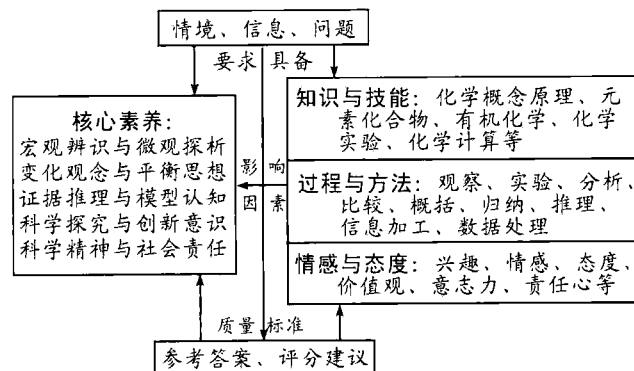 情境、信息、问题
要求 具备
核心素养：
宏观辨识与微观探析
变化观念与平衡思想
证据推理与模型认知
科学探究与创新意识
科学精神与社会责任
影 响
因 素
知识与技能：化学概念原理、元
素化合物、有机化学、化学
实验、化学计算等
过程与方法：观察、实验、分析、
比较、概括、归纳、推理、
信息加工、数据处理
情感与态度：兴趣、情感、态度、
价值观、意志力、责任心等
质量 标准
参考答案、评分建议